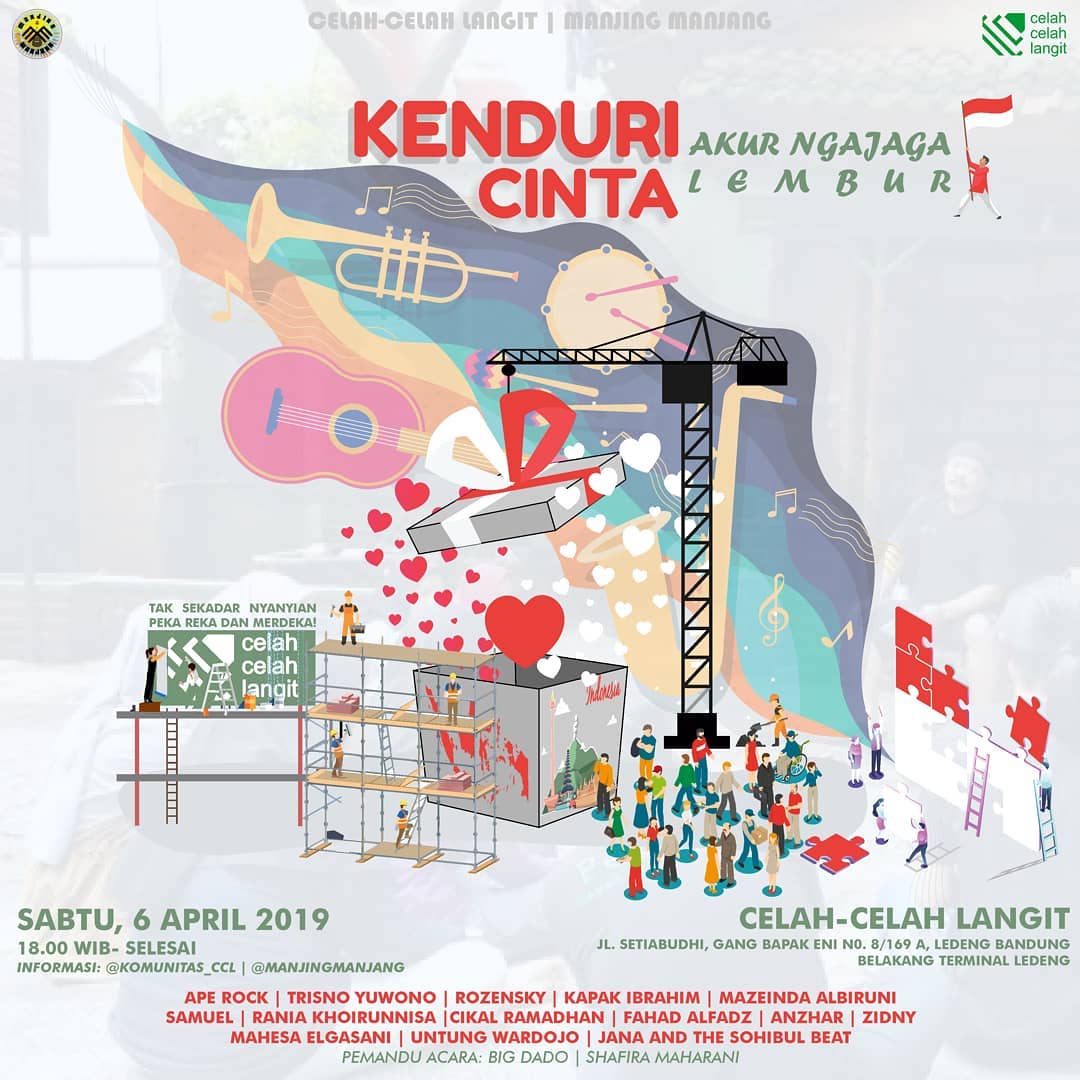 CELAH-CELAH LANGIT | MANJING MANJANG
MANJING
MANJANG
celah
celah
langit
KENDURI
CINTA
AKUR NGAJAGA
LEMBUR
TAK SEKADAR NYANYIAN
PEKA REKA DAN MERDEKA!
celah
celah
langit
Indonesia
SABTU, 6 APRIL 2019
18.00 WIB- SELESAI
INFORMASI: @KOMUNITAS_CCL | @MANJINGMANJANG
CELAH-CELAH LANGIT
JL. SETIABUDHI, GANG BAPAK ENI N0. 8/169 A, LEDENG BANDUNG
BELAKANG TERMINAL LEDENG
APE ROCK | TRISNO YUWONO | ROZENSKY | KAPAK IBRAHIM | MAZEINDA ALBIRUNI
SAMUEL | RANIA KHOIRUNNISA |CIKAL RAMADHAN | FAHAD ALFADZ | ANZHAR | ZIDNY
MAHESA ELGASANI | UNTUNG WARDOJO | JANA AND THE SOHIBUL BEAT
PEMANDU ACARA: BIG DADO | SHAFIRA MAHARANI